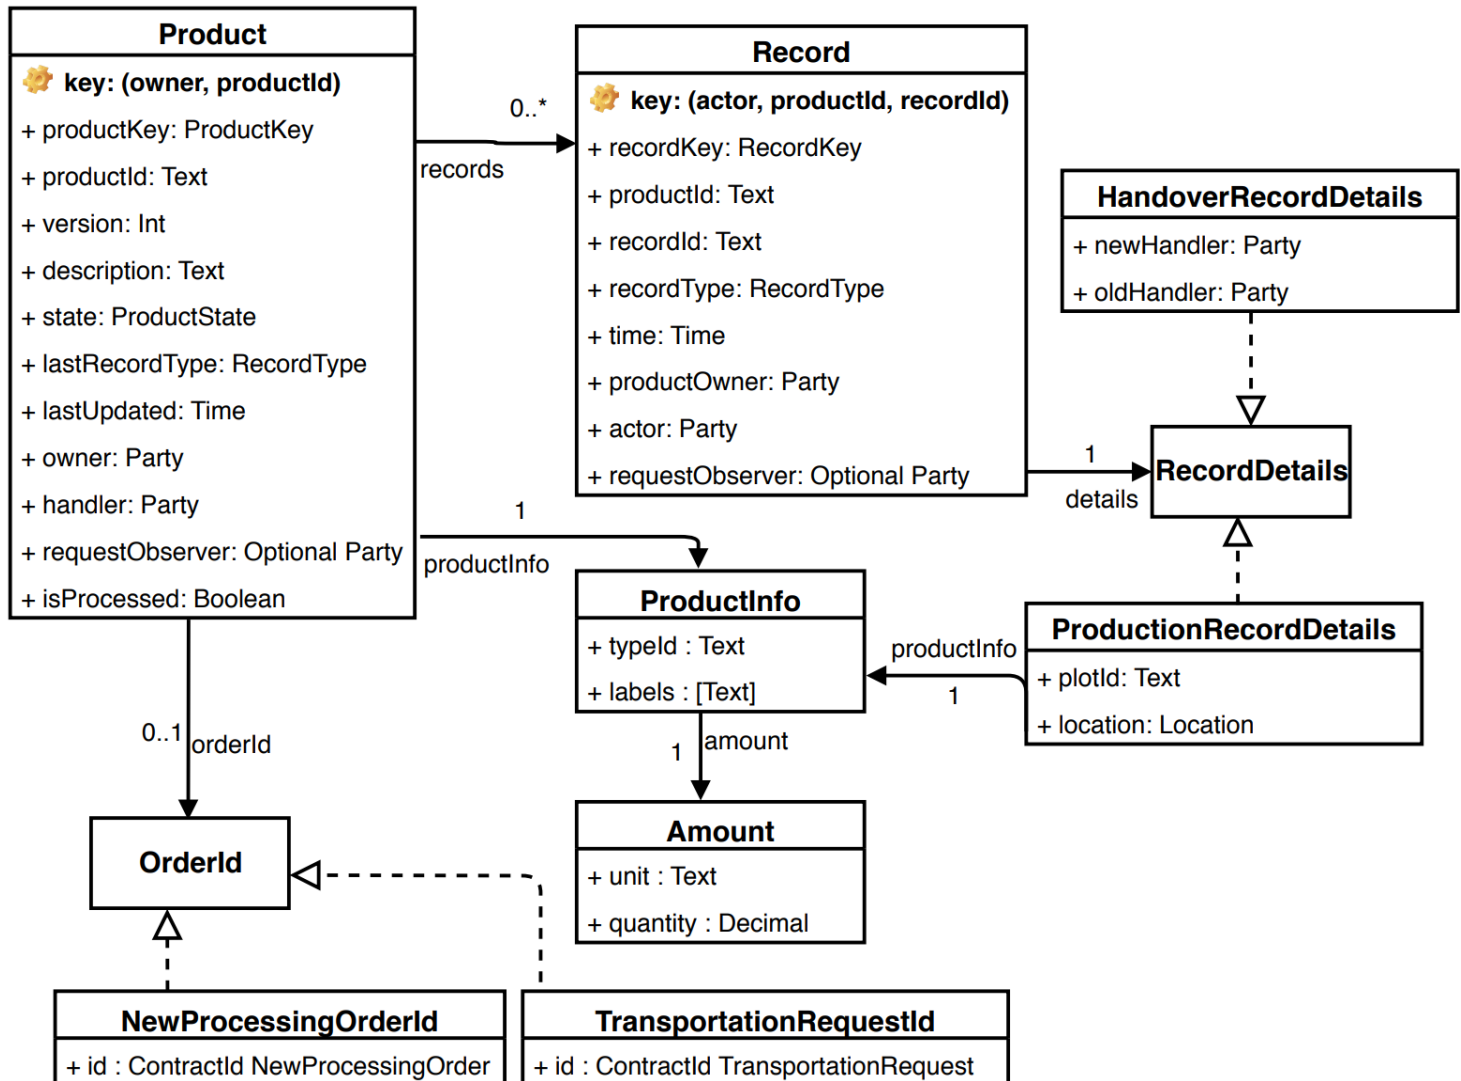 Product
key: (owner, productId)
+ productKey: ProductKey
+ productId: Text
+ version: Int
+ description: Text
+ state: ProductState
+ lastRecordType: RecordType
+ lastUpdated: Time
+ owner: Party
+ handler: Party
+ requestObserver: Optional Party
+ isProcessed: Boolean
0..*
records
Record
key: (actor, productId, recordId)
+ recordKey: RecordKey
+ productId: Text
+ recordId: Text
+ recordType: RecordType
+ time: Time
+ productOwner: Party
+ actor: Party
+ requestObserver: Optional Party
HandoverRecordDetails
+ newHandler: Party
+ oldHandler: Party
1
details
RecordDetails
1
productInfo
ProductInfo
+ typeId : Text
+ labels : [Text]
productInfo
1
ProductionRecordDetails
+ plotId: Text
+ location: Location
0..1
orderId
1
amount
Amount
+ unit : Text
+ quantity : Decimal
OrderId
NewProcessingOrderId
+ id : ContractId NewProcessingOrder
TransportationRequestId
+ id : ContractId TransportationRequest